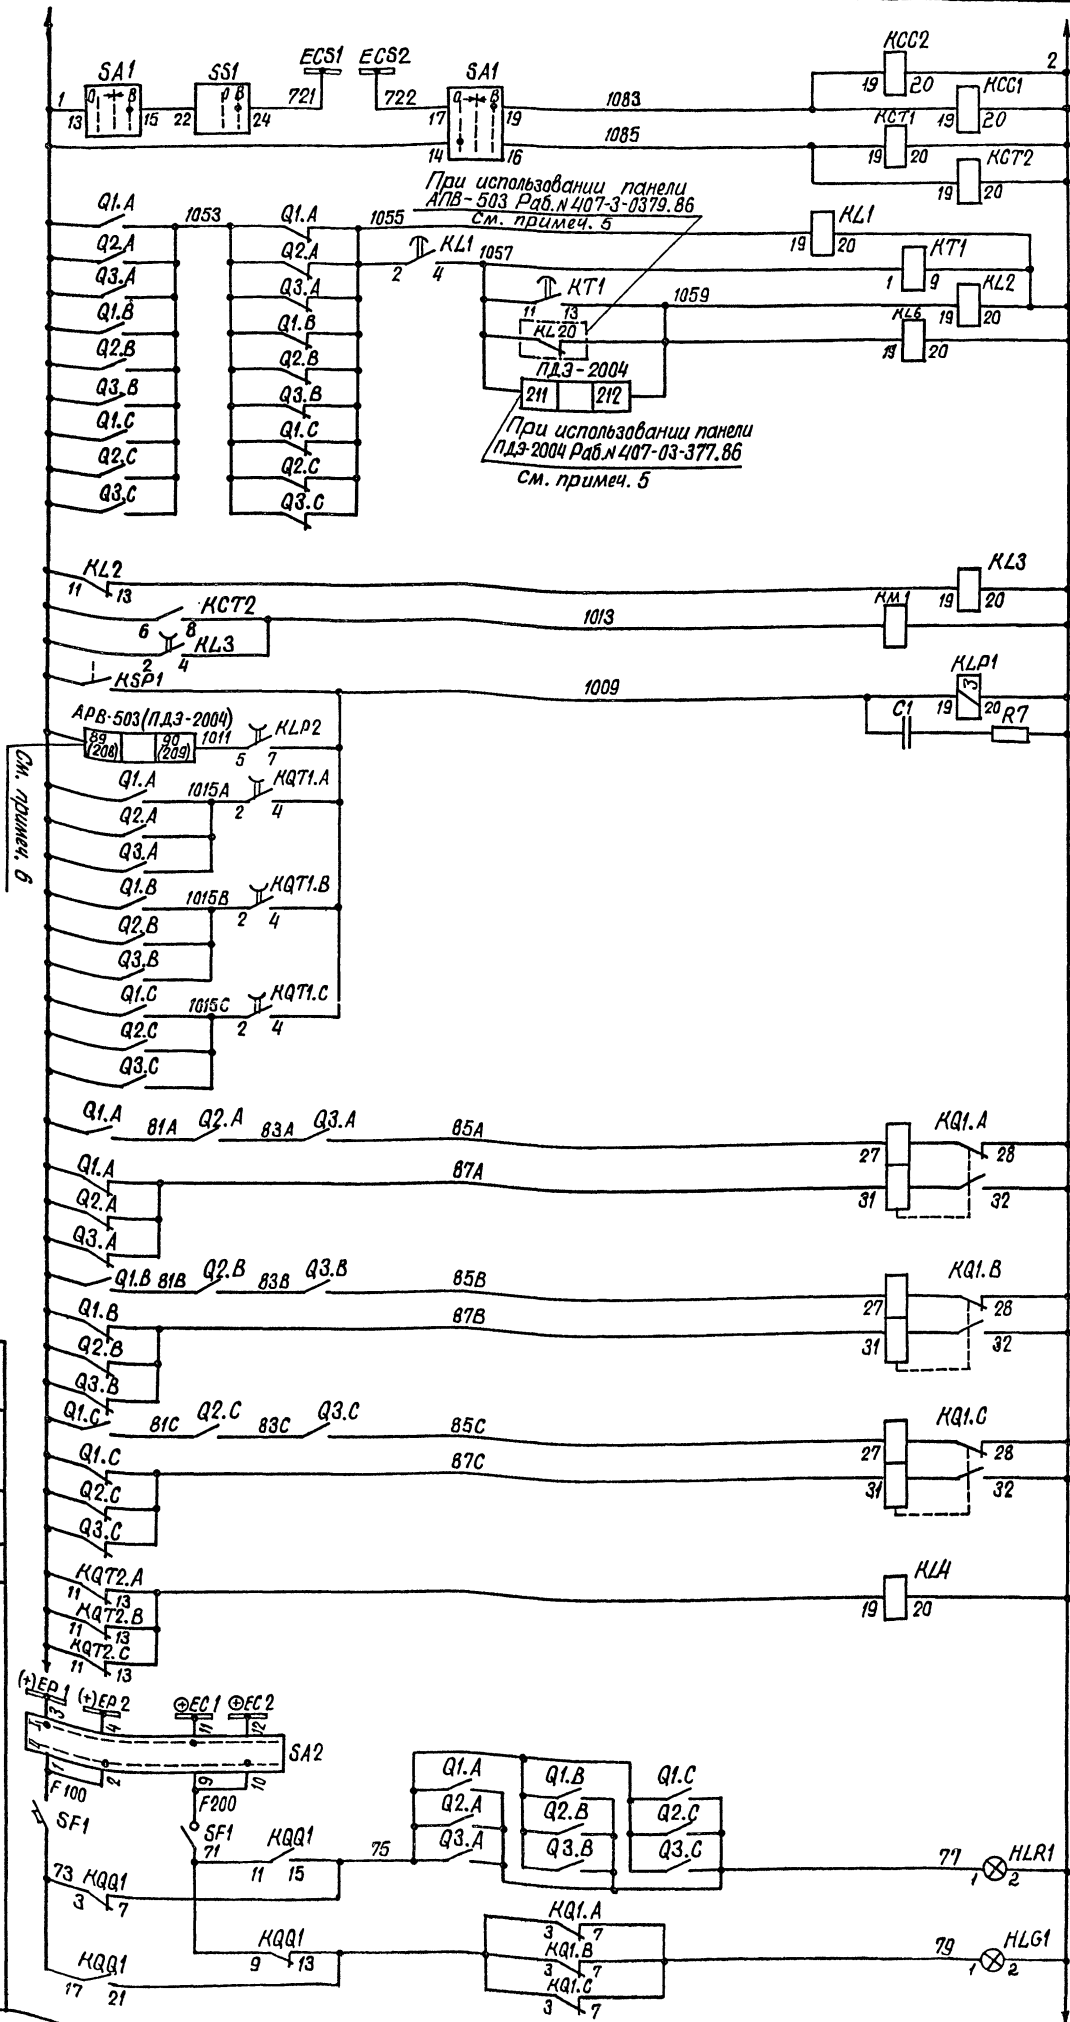 ECS1 ECS2 KCC2 2
SA1 SS1 SA1 19 20 KCC1
1 0 В 0 В 721 722 0 В 1083
13 15 22 24 17 19 KCT1 19 20
14 16 1085 19 20 KCT2
19 20
При использовании панели
АПВ-503 Раб.N407-3-0379.86
См. примеч. 5
Q1.A 1053 Q1.A 1055 KL1 KL1
2 4 1057 19 20 KT1
Q2.A Q2.A 1 9
Q3.A Q3.A KT1 1059 KL2
11 13 19 20
Q1.B Q1.B KL20 KL6
19 20
Q2.B Q2.B ПДЭ-2004
Q3.B Q3.B 211 212
Q1.C Q1.C При использовании панели
ПДЭ-2004 Раб.N407-03-377.86
Q2.C Q2.C См. примеч. 5
Q3.C Q3.C
KL2 KL3
11 13 19 20
KCT2 1013 KM1
6 8
KL3
2 4
KSP1 1009 KLP1
3
19 20
C1 R7
АРВ-503(ПДЭ-2004)
89 (208) 90 (209) 1011 KLP2
5 7
См. примеч. 6
Q1.A 1015A KQT1.A
2 4
Q2.A
Q3.A
Q1.B 1015B KQT1.B
2 4
Q2.B
Q3.B
Q1.C 1015C KQT1.C
2 4
Q2.C
Q3.C
Q1.A 81A Q2.A 83A Q3.A 85A KQ1.A
27 28
Q1.A 87A
31 32
Q2.A
Q3.A
Q1.B 81B Q2.B 83B Q3.B 85B KQ1.B
27 28
Q1.B 87B
31 32
Q2.B
Q3.B
Q1.C 81C Q2.C 83C Q3.C 85C KQ1.C
27 28
Q1.C 87C
31 32
Q2.C
Q3.C
KQT2.A KL4
11 13 19 20
KQT2.B
11 13
KQT2.C
11 13
(+)EP1 (+)EP2 ⊕EC1 ⊕EC2
3 4 11 12
SA2
1 2 9 10
F100 F200
SF1 SF1
71 KQQ1 75
11 15
Q1.A Q1.B Q1.C
Q2.A Q2.B Q2.C
Q3.A Q3.B Q3.C
77 HLR1
1 2
73 KQQ1
3 7
KQQ1
9 13
KQ1.A
3 7
KQ1.B
3 7
KQ1.C
3 7
79 HLG1
1 2
KQQ1
17 21